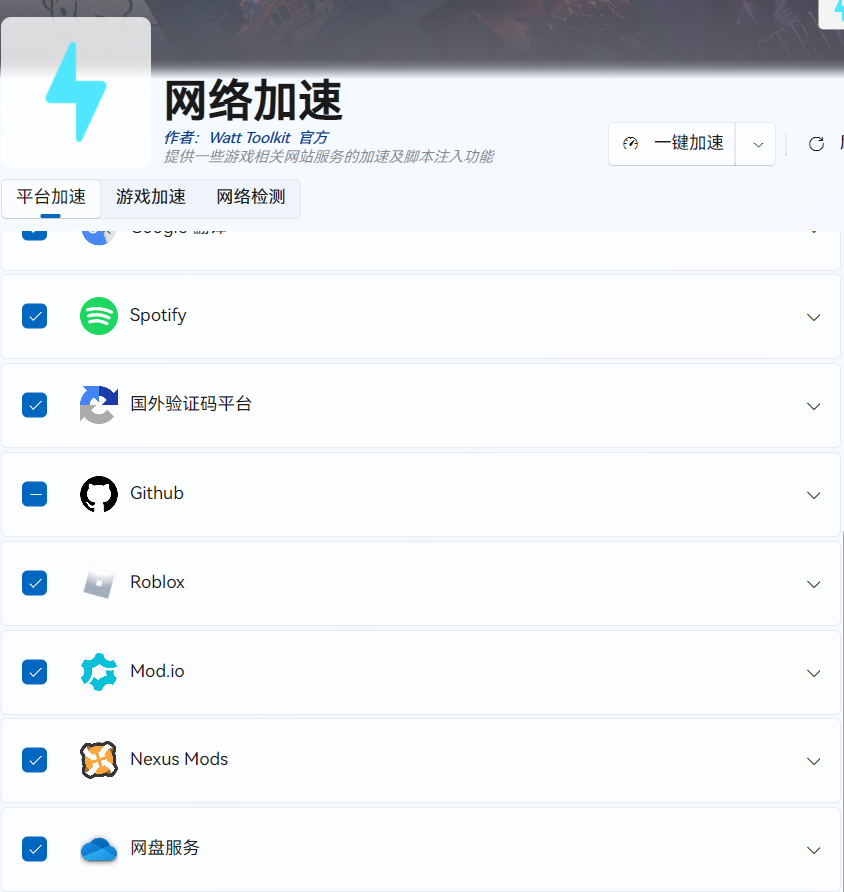 网络加速
作者：Watt Toolkit 官方
提供一些游戏相关网站服务的加速及脚本注入功能
一键加速
平台加速 游戏加速 网络检测
Google 翻译
Spotify
国外验证码平台
Github
Roblox
Mod.io
Nexus Mods
网盘服务